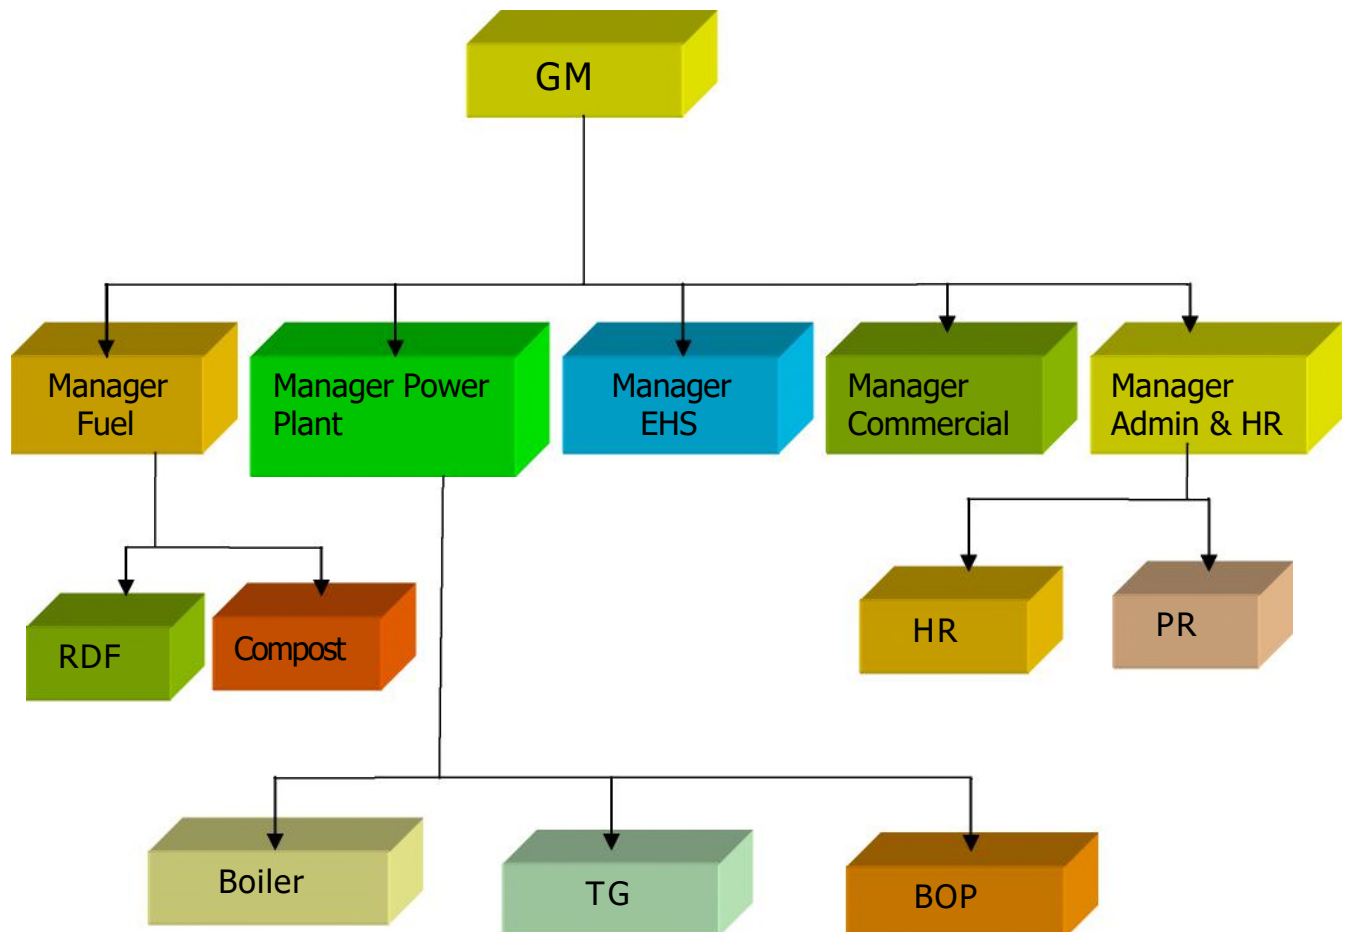 GM
Manager
Fuel
Manager Power
Plant
Manager
EHS
Manager
Commercial
Manager
Admin & HR
RDF
Compost
HR
PR
Boiler
TG
BOP